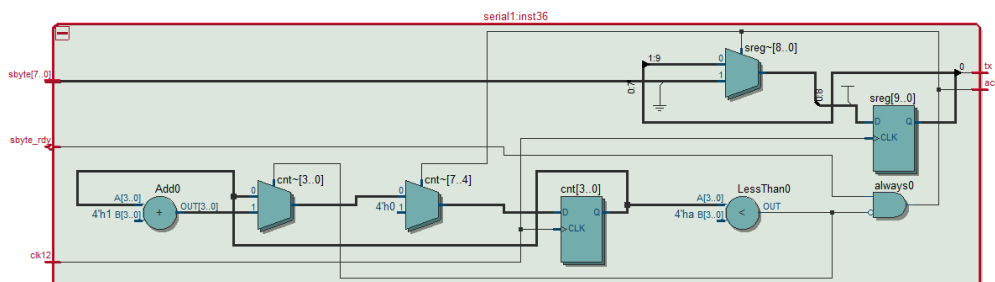 serial1:inst36
sreg~[8..0]
1:9
0
1
0:7
0:8
0
tx
ac
sbyte[7..0]
sreg[9..0]
D
Q
CLK
sbyte_rdy
Add0
A[3..0]
4'h1 B[3..0]
+
OUT[3..0]
cnt~[3..0]
0
1
cnt~[7..4]
0
4'h0
1
cnt[3..0]
D
Q
CLK
LessThan0
A[3..0]
4'ha B[3..0]
<
OUT
always0
clk12